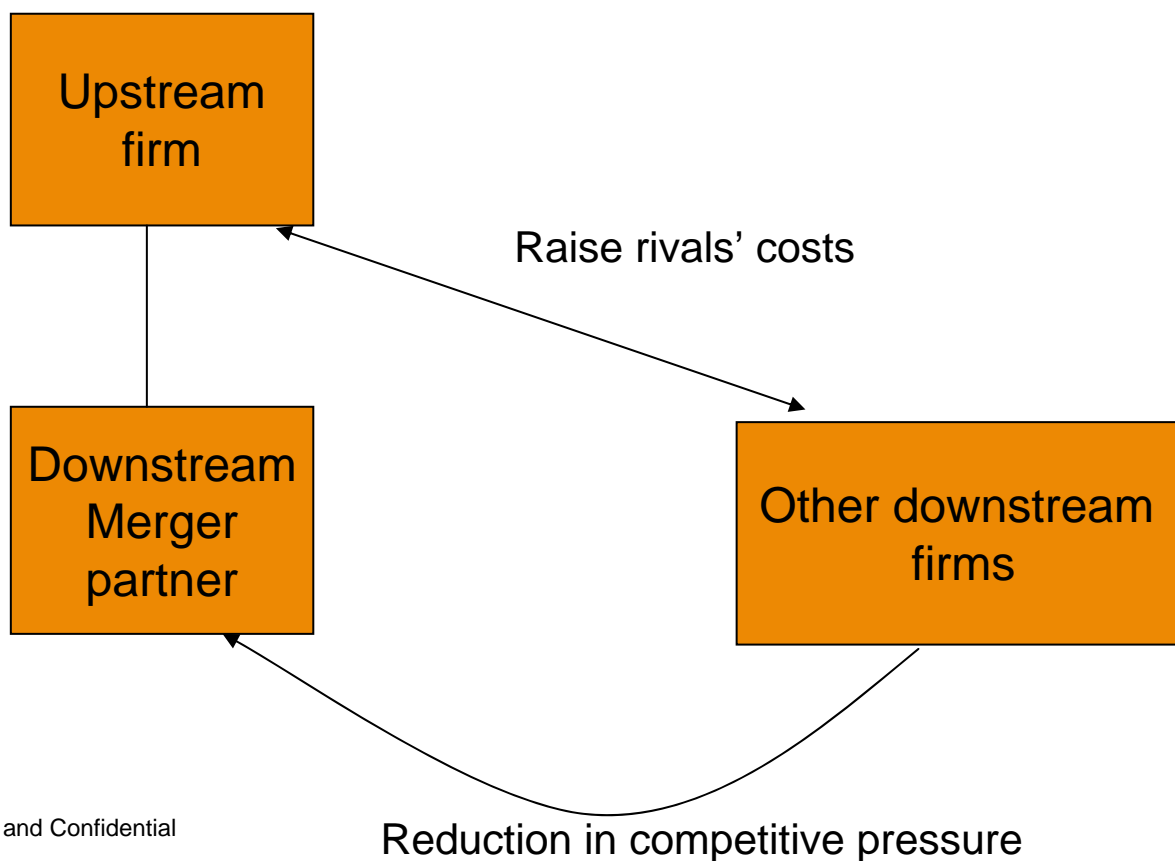 Upstream
firm
Raise rivals’ costs
Downstream
Merger
partner
Other downstream
firms
and Confidential
Reduction in competitive pressure